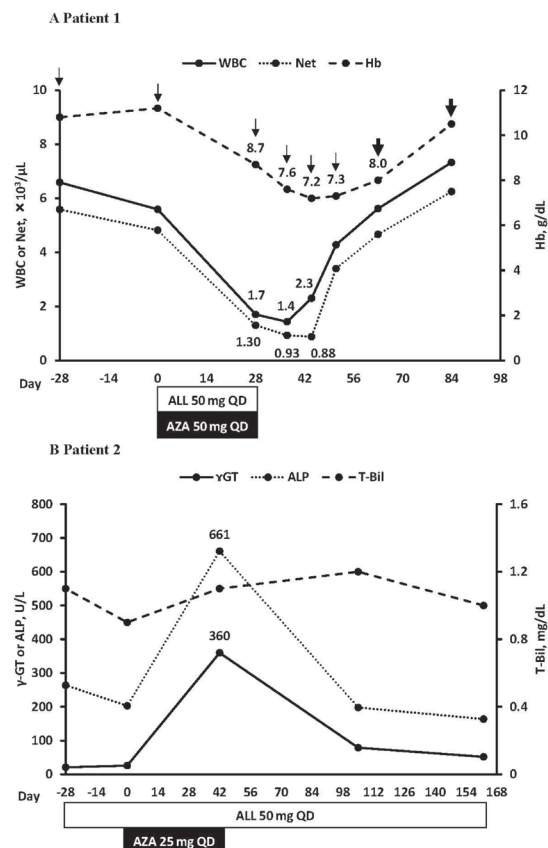 A Patient 1
WBC Net Hb
10 12
8 10
6 8
4 6
2 4
0 2
0
WBC or Net, ×10³/μL
Hb, g/dL
8.7
7.6
7.2
7.3
8.0
1.7
1.4
2.3
1.30
0.93
0.88
Day -28 -14 0 14 28 42 56 70 84 98
ALL 50 mg QD
AZA 50 mg QD
B Patient 2
γGT ALP T-Bil
800 1.6
700
600 1.2
500
400 0.8
300
200 0.4
100
0 0
γ-GT or ALP, U/L
T-Bil, mg/dL
661
360
Day -28 -14 0 14 28 42 56 70 84 98 112 126 140 154 168
ALL 50 mg QD
AZA 25 mg QD